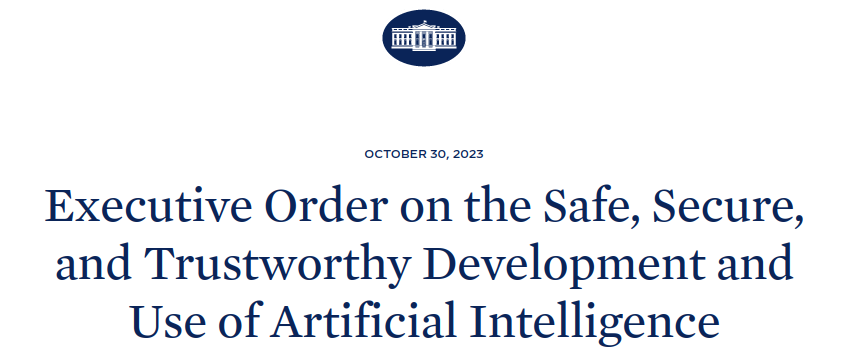 OCTOBER 30, 2023
Executive Order on the Safe, Secure,
and Trustworthy Development and
Use of Artificial Intelligence